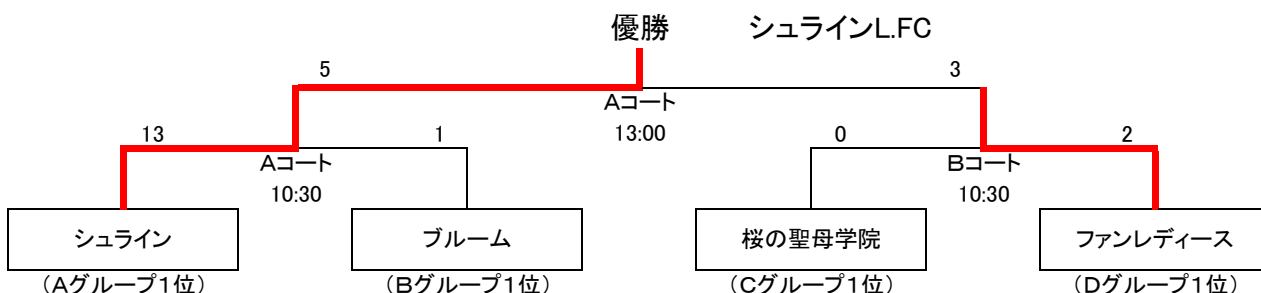 優勝 シュラインL.FC
5 3
Aコート
13:00
13 1 0 2
Aコート Bコート
10:30 10:30
シュライン ブルーム 桜の聖母学院 ファンレディース
(Aグループ1位) (Bグループ1位) (Cグループ1位) (Dグループ1位)